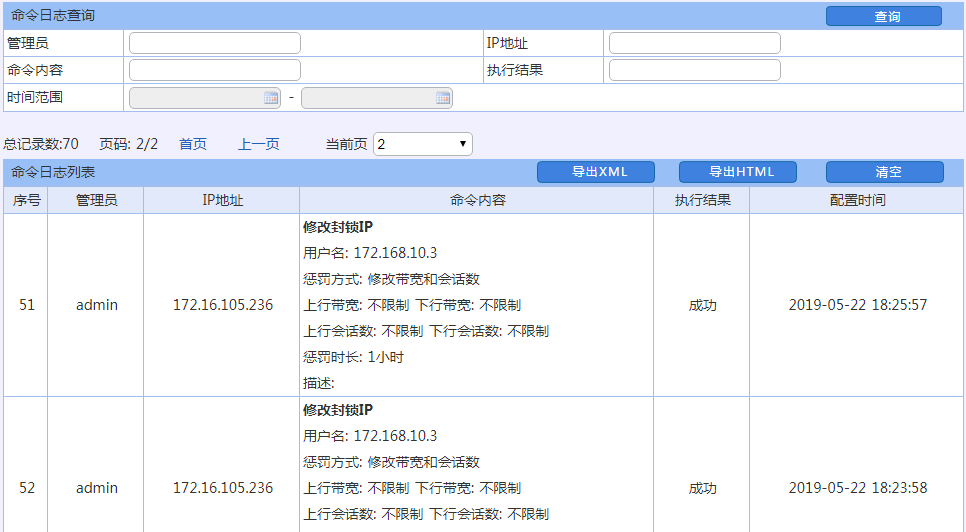 命令日志查询 查询
管理员 IP地址
命令内容 执行结果
时间范围 -
总记录数:70 页码: 2/2 首页 上一页 当前页 2
命令日志列表 导出XML 导出HTML 清空
序号 管理员 IP地址 命令内容 执行结果 配置时间
修改封锁IP
用户名: 172.168.10.3
惩罚方式: 修改带宽和会话数
51 admin 172.16.105.236 上行带宽: 不限制 下行带宽: 不限制 成功 2019-05-22 18:25:57
上行会话数: 不限制 下行会话数: 不限制
惩罚时长: 1小时
描述:
修改封锁IP
用户名: 172.168.10.3
惩罚方式: 修改带宽和会话数
52 admin 172.16.105.236 上行带宽: 不限制 下行带宽: 不限制 成功 2019-05-22 18:23:58
上行会话数: 不限制 下行会话数: 不限制